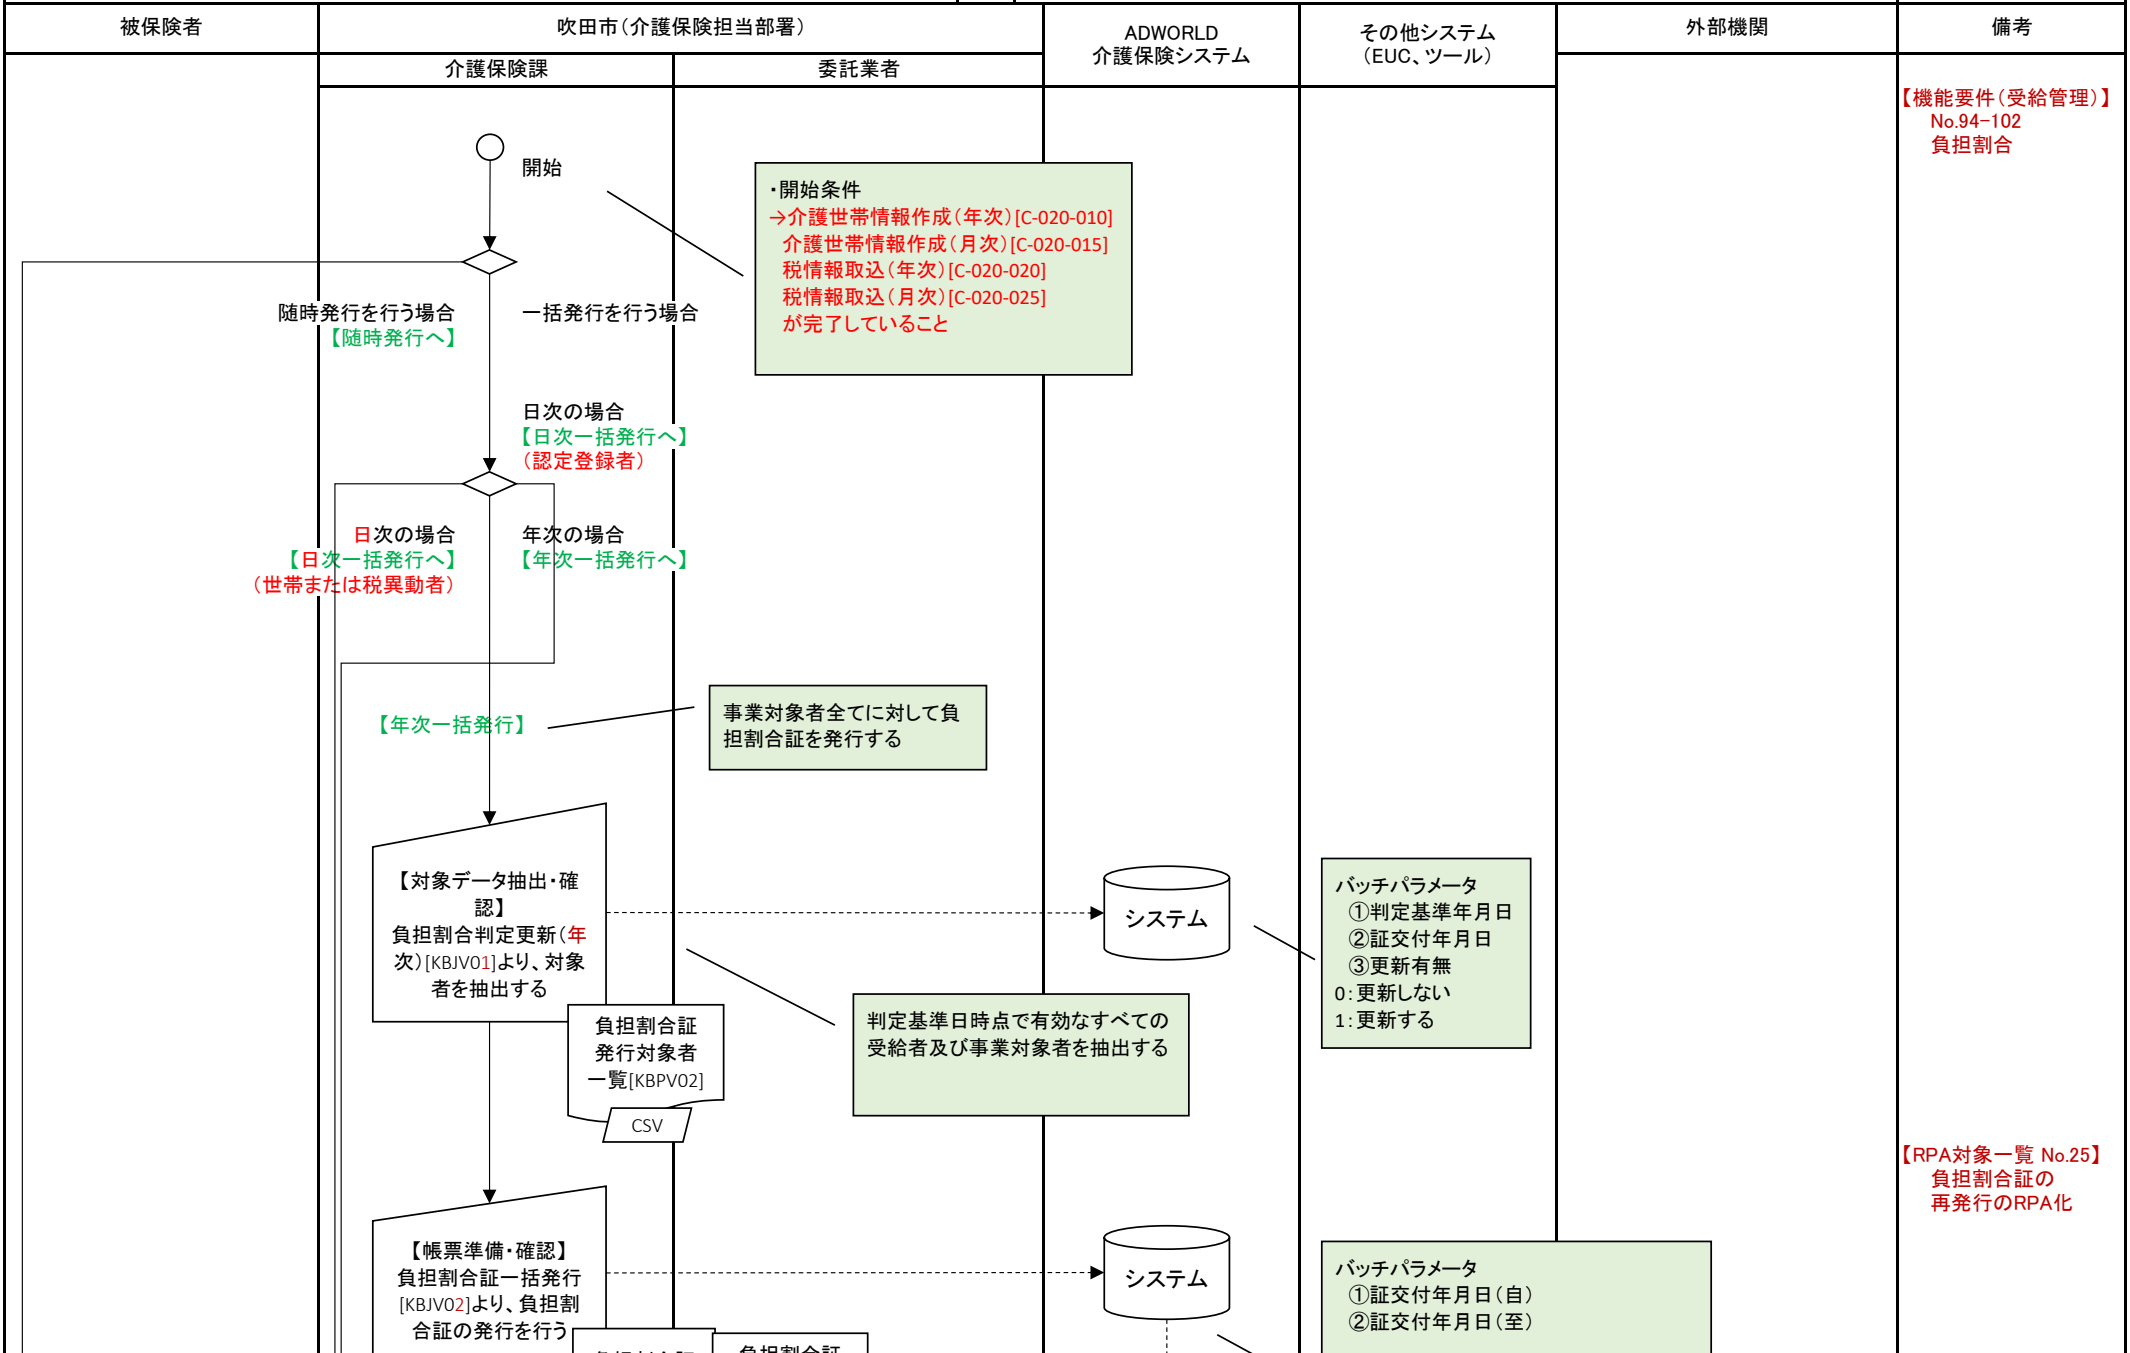 被保険者
吹田市（介護保険担当部署）
介護保険課
委託業者
ADWORLD
介護保険システム
その他システム
（EUC、ツール）
外部機関
備考
【機能要件（受給管理）】
No.94-102
負担割合
開始
・開始条件
→介護世帯情報作成（年次）[C-020-010]
介護世帯情報作成（月次）[C-020-015]
税情報取込（年次）[C-020-020]
税情報取込（月次）[C-020-025]
が完了していること
随時発行を行う場合
【随時発行へ】
一括発行を行う場合
日次の場合
【日次一括発行へ】
（認定登録者）
日次の場合
【日次一括発行へ】
（世帯または税異動者）
年次の場合
【年次一括発行へ】
【年次一括発行】
事業対象者全てに対して負
担割合証を発行する
【対象データ抽出・確
認】
負担割合判定更新（年
次）[KBJV01]より、対象
者を抽出する
システム
バッチパラメータ
①判定基準年月日
②証交付年月日
③更新有無
0：更新しない
1：更新する
負担割合証
発行対象者
一覧[KBPV02]
CSV
判定基準日時点で有効なすべての
受給者及び事業対象者を抽出する
【RPA対象一覧 No.25】
負担割合証の
再発行のRPA化
【帳票準備・確認】
負担割合証一括発行
[KBJV02]より、負担割
合証の発行を行う
システム
バッチパラメータ
①証交付年月日（自）
②証交付年月日（至）
負担割合証